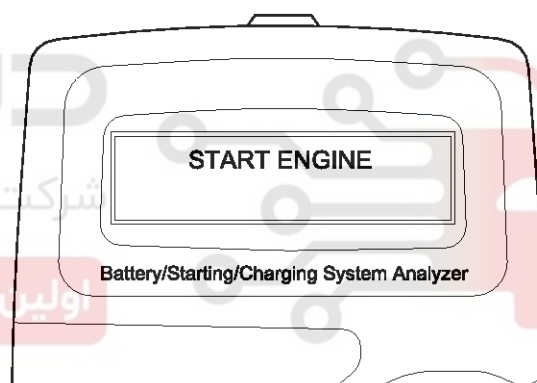 START ENGINE
شرکت
Battery/Starting/Charging System Analyzer
اولین